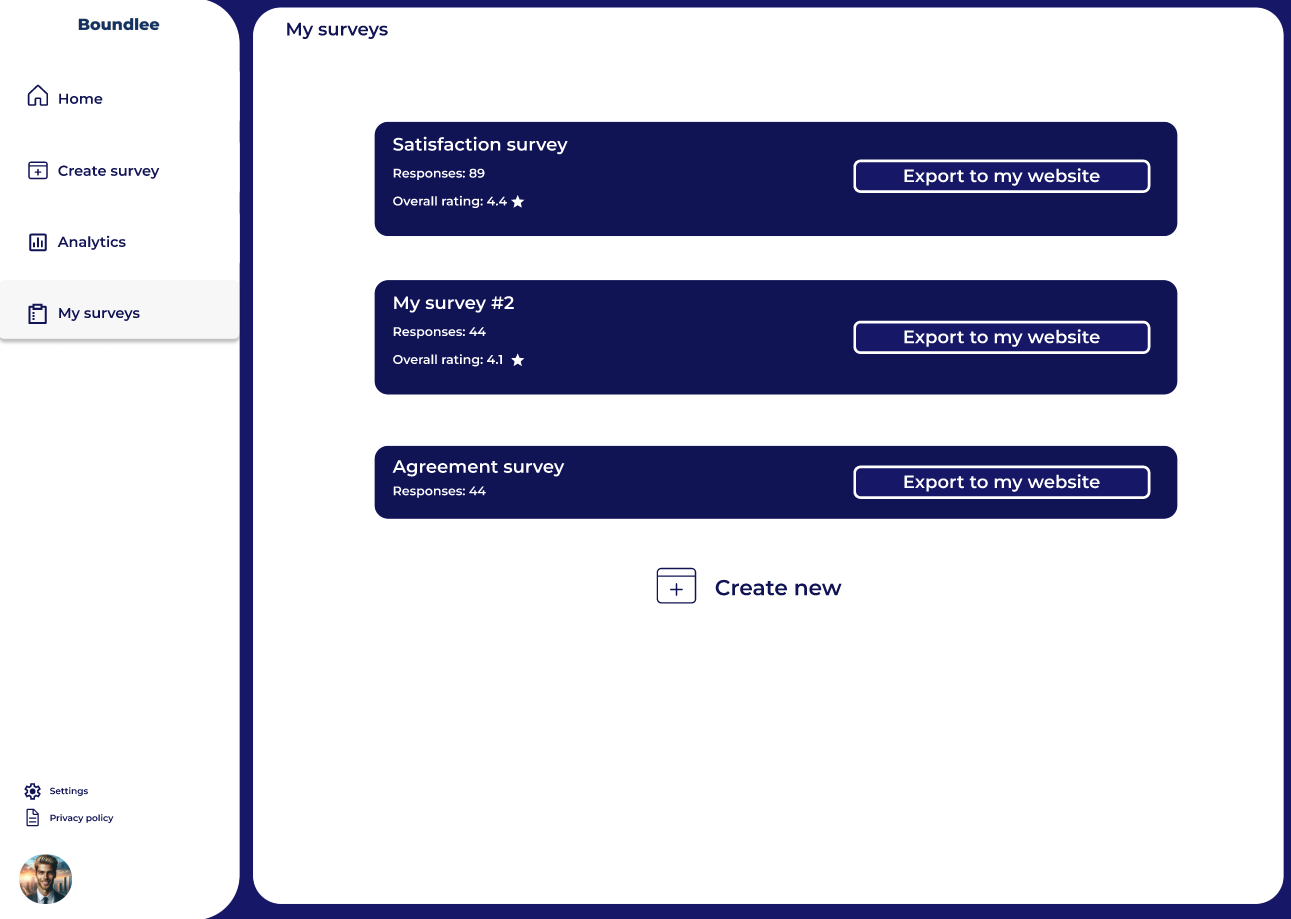 Boundlee
Home
Create survey
Analytics
My surveys
Settings
Privacy policy
My surveys
Satisfaction survey
Responses: 89
Overall rating: 4.4
Export to my website
My survey #2
Responses: 44
Overall rating: 4.1
Export to my website
Agreement survey
Responses: 44
Export to my website
Create new